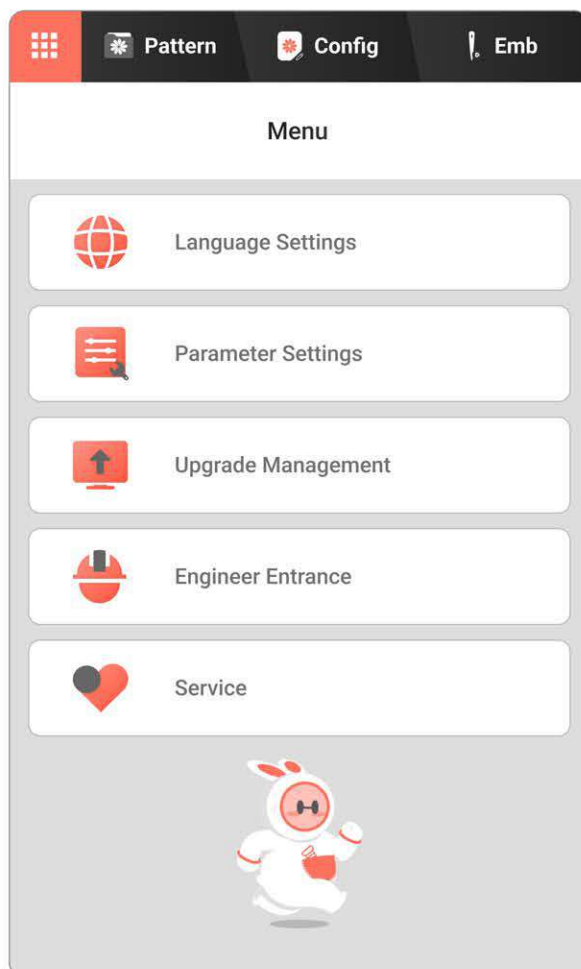 Pattern Config Emb
Menu
Language Settings
Parameter Settings
Upgrade Management
Engineer Entrance
Service